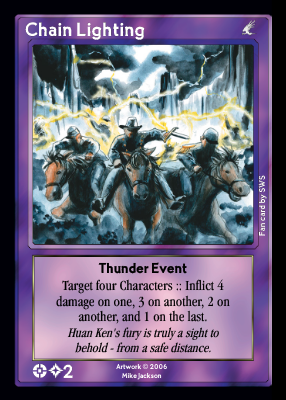 Chain Lighting
Fan card by SWS
Thunder Event
Target four Characters :: Inflict 4
damage on one, 3 on another, 2 on
another, and 1 on the last.
Huan Ken's fury is truly a sight to
behold - from a safe distance.
2
Artwork © 2006
Mike Jackson